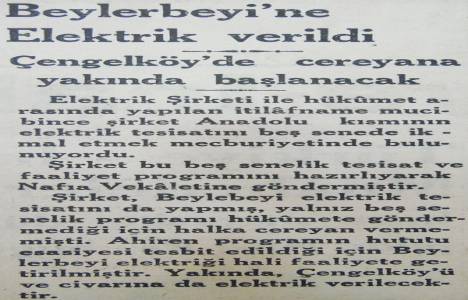 Beylerbeyi'ne
Elektrik verildi
Çengelköy'de cereyana
yakında başlanacak
Elektrik Şirketi ile hükûmet a-
rasında yapılan itilâfname muci-
bince şirket Anadolu kısmının
elektrik tesisatını beş senede ik -
mal etmek mecburiyetinde bulu-
nuyordu.
Şirket bu beş senelik tesisat ve
faaliyet programını hazırlıyarak
Nafıa Vekâletine göndermiştir.
Şirket, Beylebeyi elektrik te-
sisatını da yapmış, yalnız beş se-
nelik programı hükûmete gönder-
mediği için halka cereyan verme-
mişti. Ahiren programın hututu
esasiyesi tesbit edildiği için Bey-
lerbeyi elektriği hali faaliyete ge-
tirilmiştir. Yakında, Çengelköy'ü
ve civarına da elektrik verilecek-
tir.